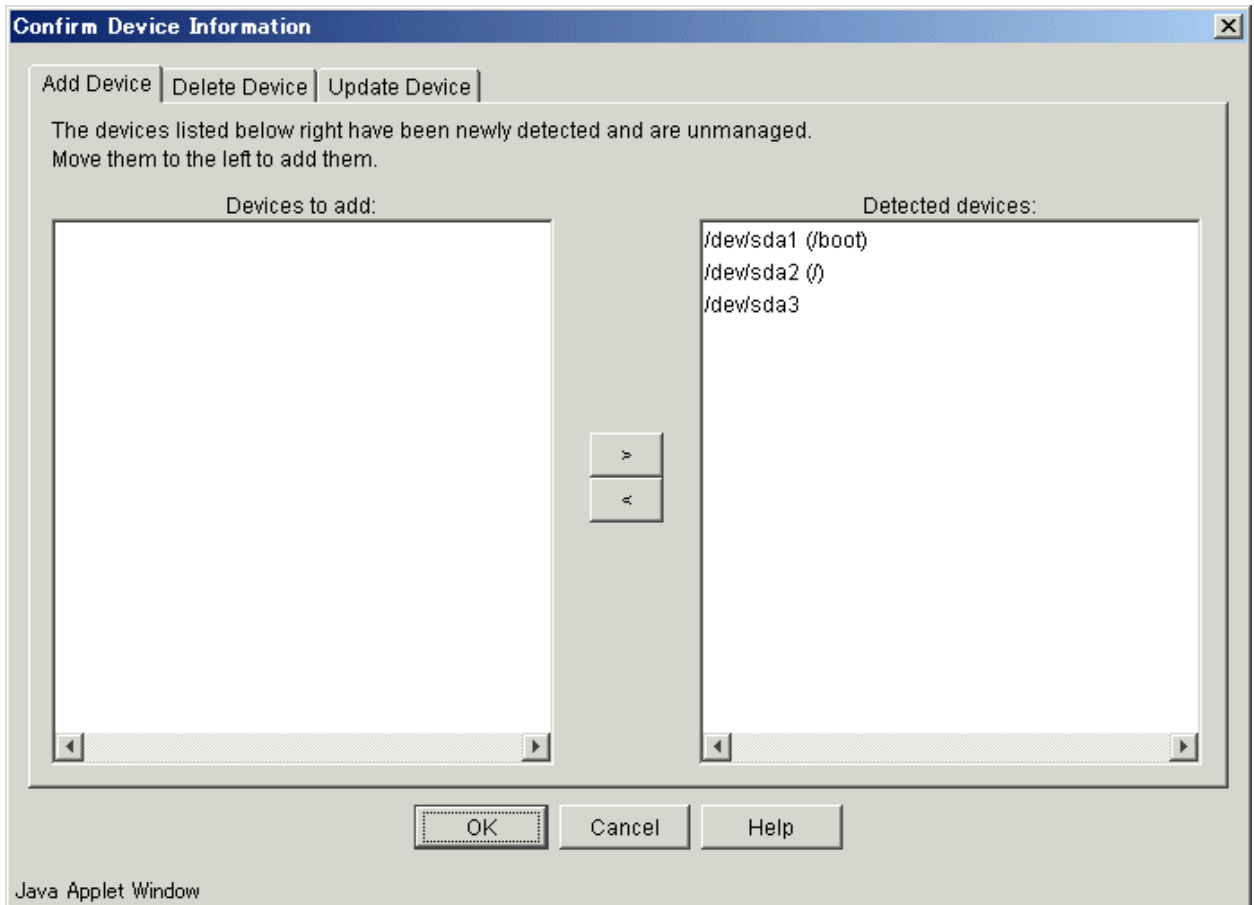 Confirm Device Information
Add Device
Delete Device
Update Device
The devices listed below right have been newly detected and are unmanaged.
Move them to the left to add them.
Devices to add:
Detected devices:
/dev/sda1 (/boot)
/dev/sda2 (/)
/dev/sda3
>
<
OK
Cancel
Help
Java Applet Window